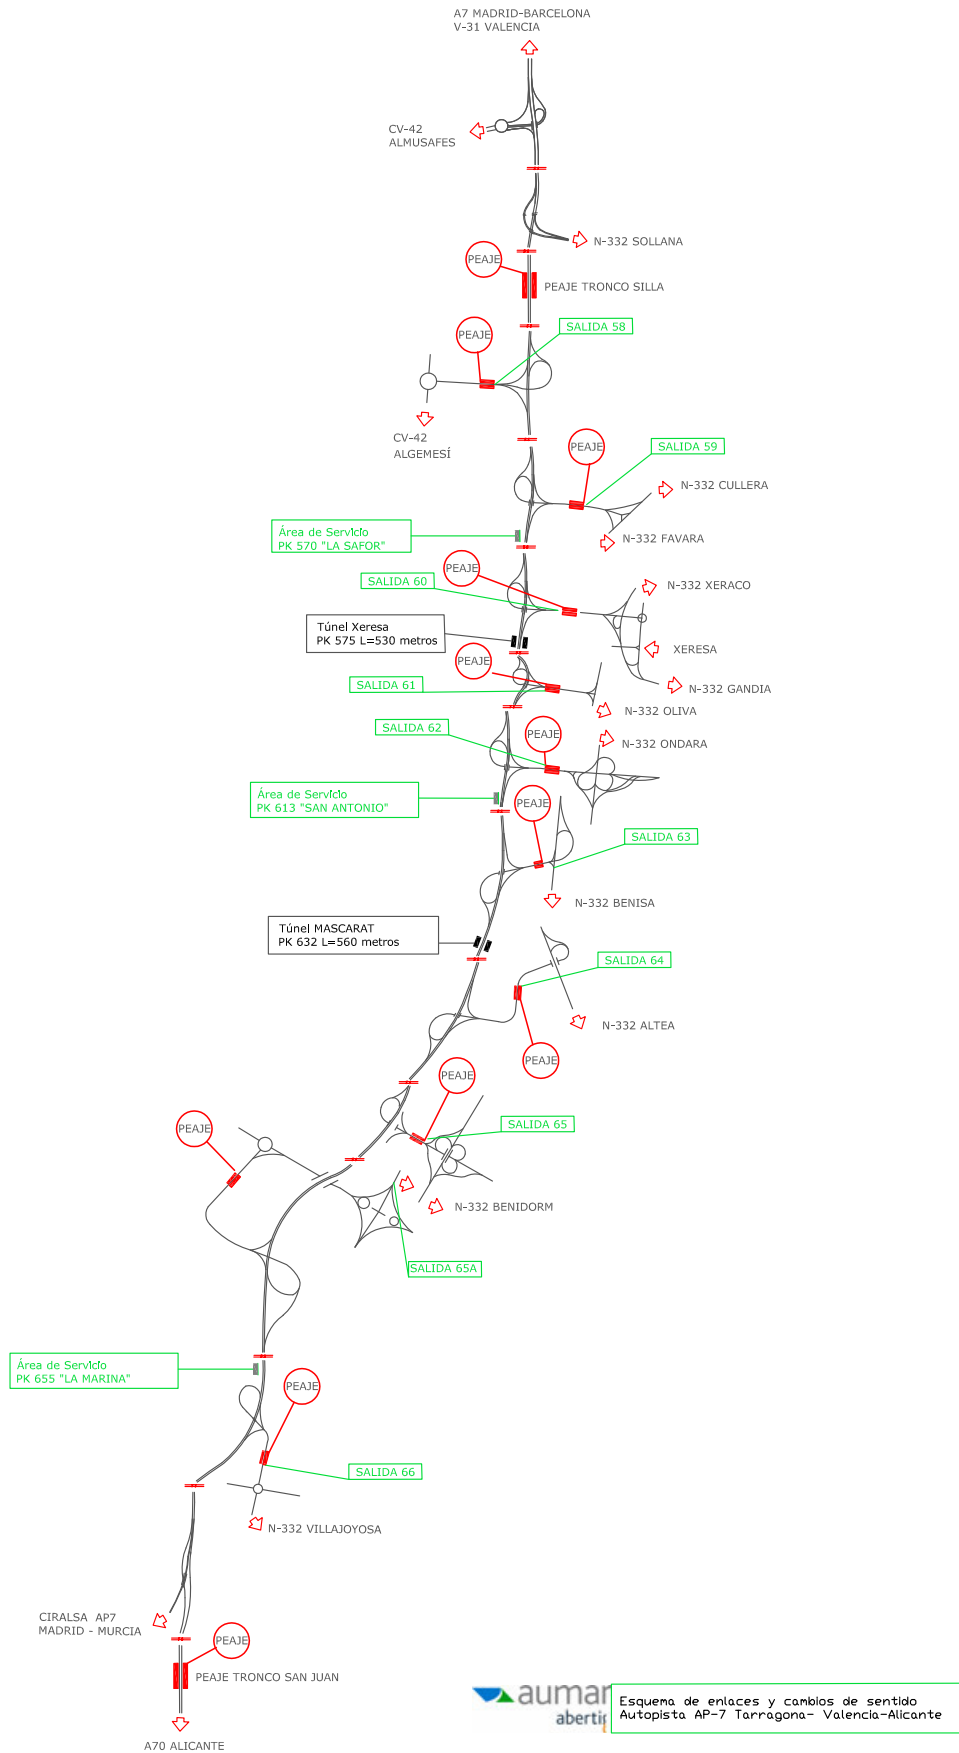 A7 MADRID-BARCELONA
V-31 VALENCIA
CV-42
ALMUSAFES
N-332 SOLLANA
PEAJE
PEAJE TRONCO SILLA
SALIDA 58
PEAJE
CV-42
ALGEMESÍ
PEAJE
SALIDA 59
N-332 CULLERA
Área de Servicio
PK 570 "LA SAFOR"
N-332 FAVARA
PEAJE
SALIDA 60
N-332 XERACO
Túnel Xeresa
PK 575 L=530 metros
XERESA
PEAJE
SALIDA 61
N-332 GANDIA
N-332 OLIVA
SALIDA 62
PEAJE
N-332 ONDARA
Área de Servicio
PK 613 "SAN ANTONIO"
PEAJE
SALIDA 63
N-332 BENISA
Túnel MASCARAT
PK 632 L=560 metros
SALIDA 64
N-332 ALTEA
PEAJE
PEAJE
SALIDA 65
PEAJE
N-332 BENIDORM
SALIDA 65A
Área de Servicio
PK 655 "LA MARINA"
PEAJE
SALIDA 66
N-332 VILLAJOYOSA
CIRALSA AP7
MADRID - MURCIA
PEAJE
PEAJE TRONCO SAN JUAN
A70 ALICANTE
aumar
abertis
Esquema de enlaces y cambios de sentido
Autopista AP-7 Tarragona- Valencia-Alicante